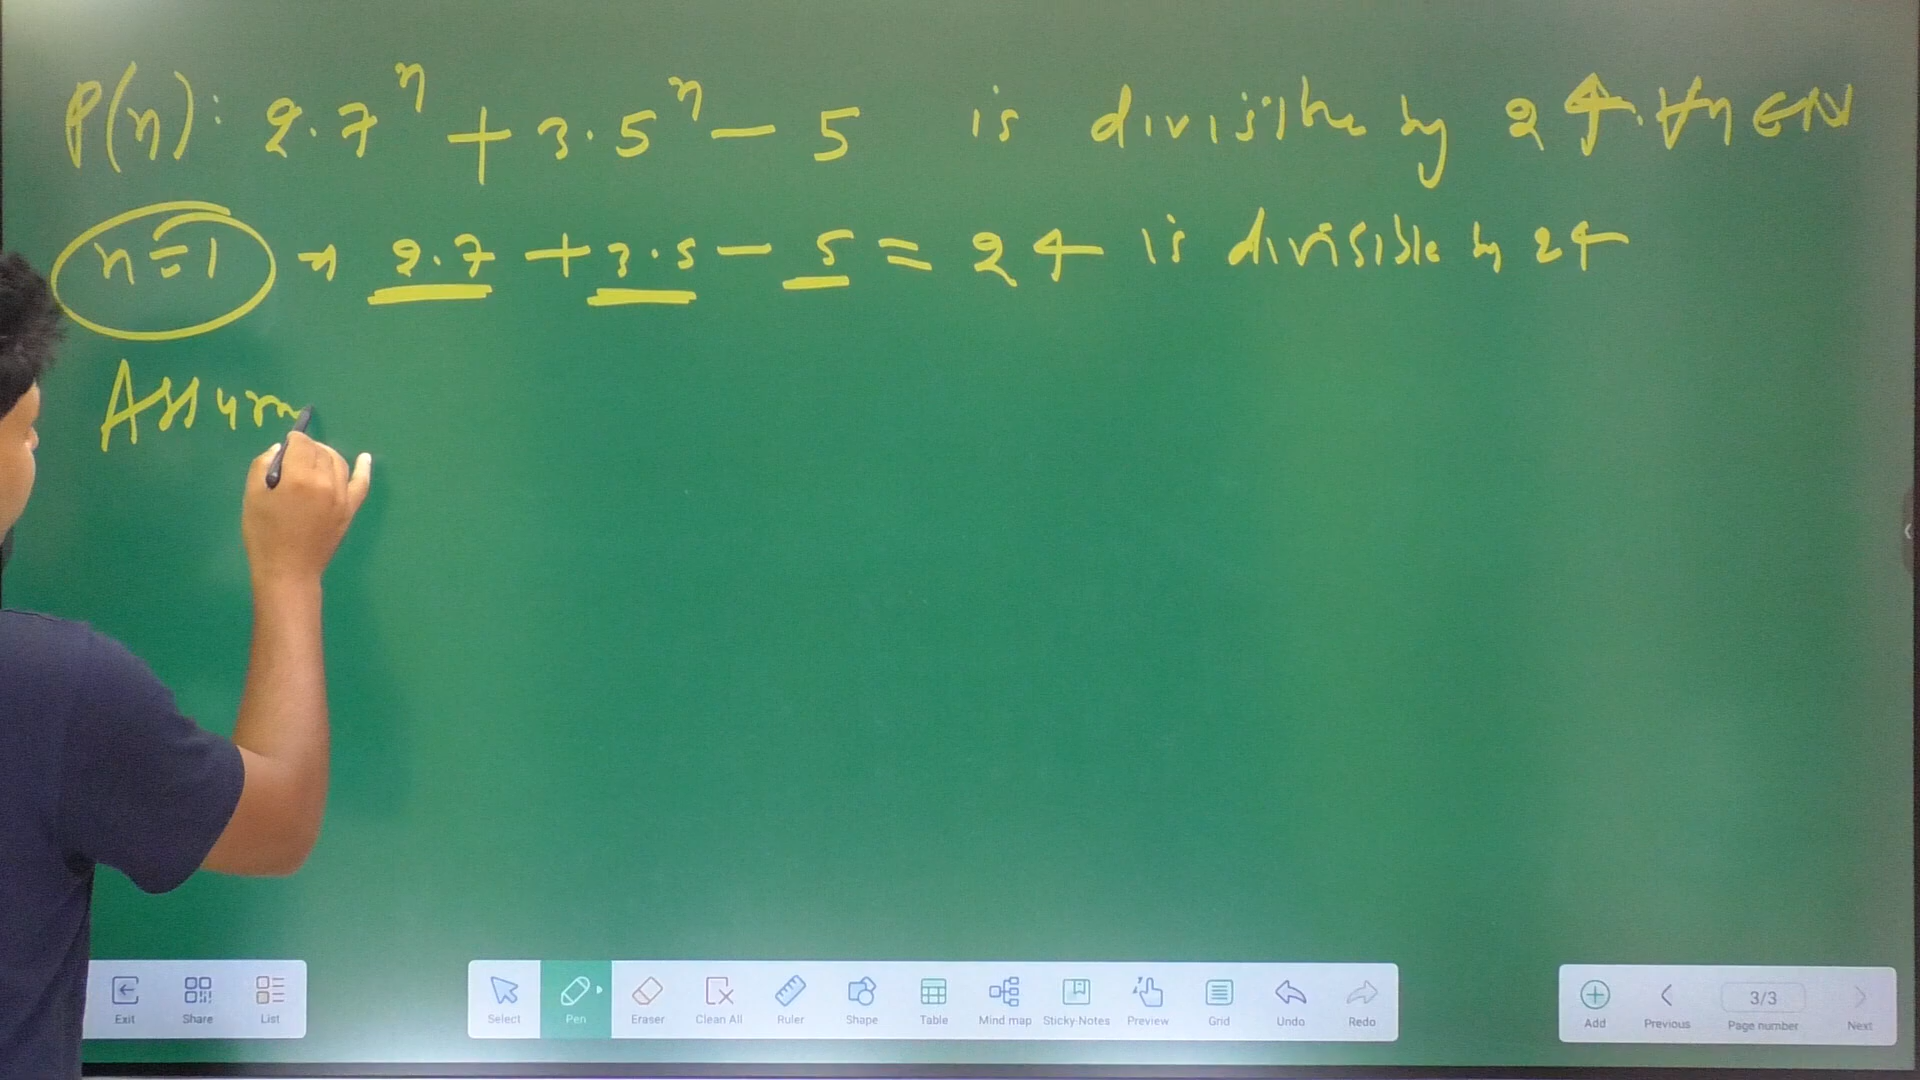 P(n): 2.7ⁿ + 3.5ⁿ – 5 is divisible by 24. ∀n ∈ N
n=1 → 2.7 + 3.5 – 5 = 24 is divisible by 24
Assum
Exit Share List Select Pen Eraser Clean All Ruler Shape Table Mind map Sticky-Notes Preview Grid Undo Redo Add Previous 3/3 Page number Next